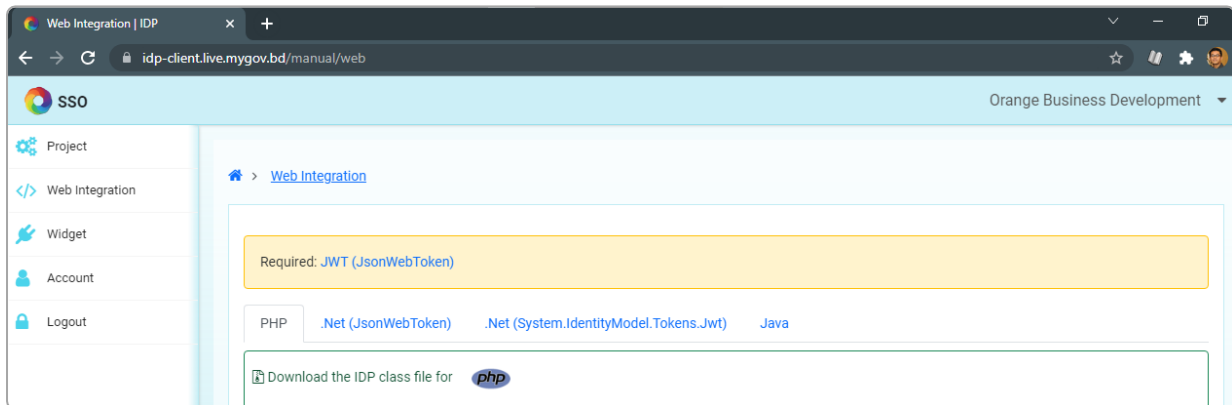 Web Integration | IDP
idp-client.live.mygov.bd/manual/web
SSO
Orange Business Development
Project
Web Integration
Widget
Account
Logout
> Web Integration
Required: JWT (JsonWebToken)
PHP .Net (JsonWebToken) .Net (System.IdentityModel.Tokens.Jwt) Java
Download the IDP class file for php